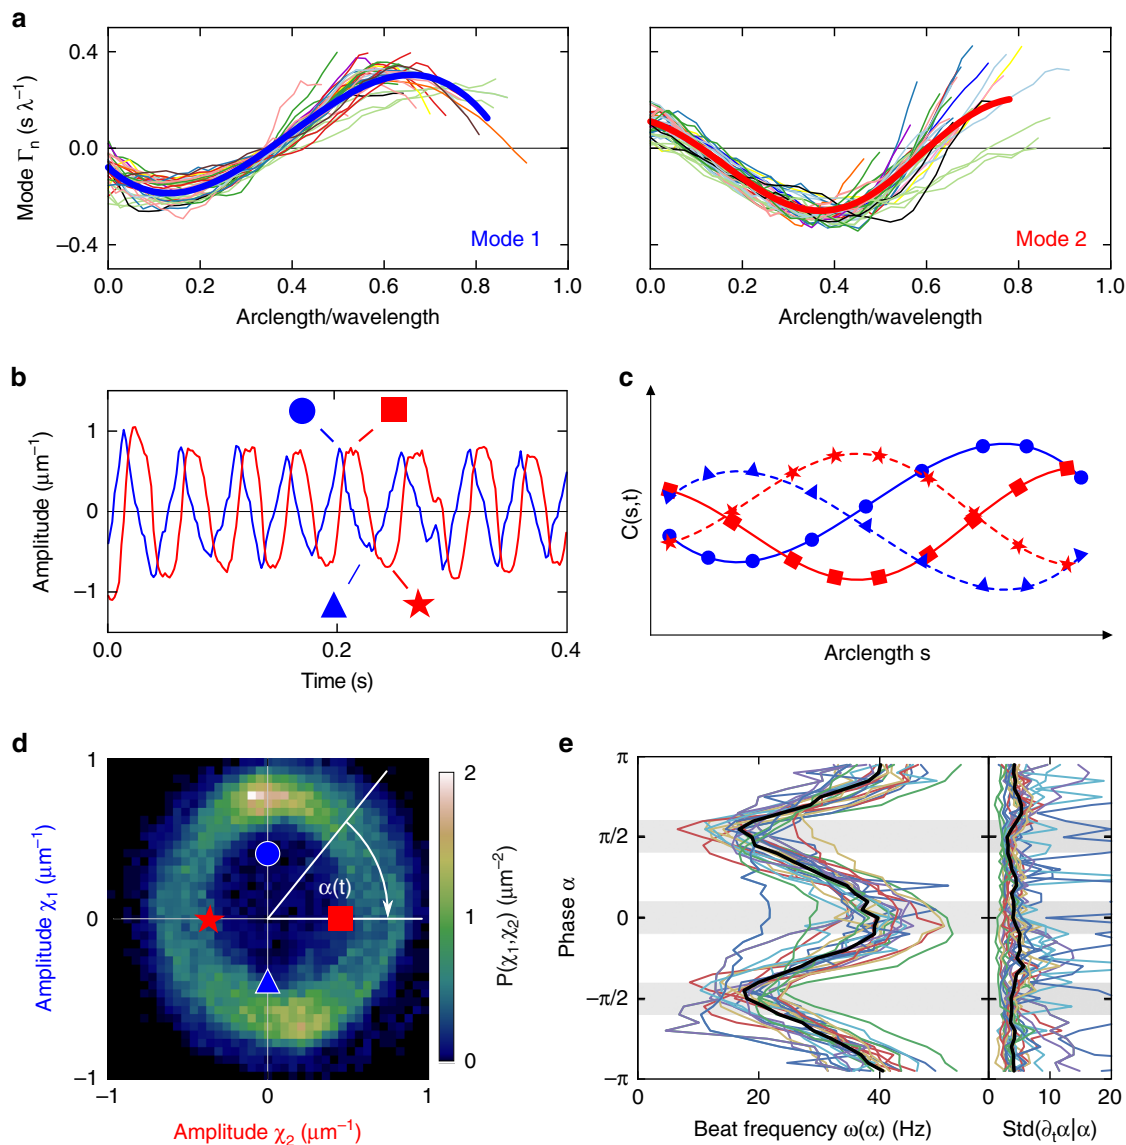 a
Mode Γn (s λ⁻¹)
0.4
0.0
−0.4
Mode 1
Mode 2
0.0 0.2 0.4 0.6 0.8 1.0
0.0 0.2 0.4 0.6 0.8 1.0
Arclength/wavelength
Arclength/wavelength
b
Amplitude (μm⁻¹)
1
0
−1
0.0 0.2 0.4
Time (s)
c
C(s,t)
Arclength s
d
Amplitude χ₁ (μm⁻¹)
1
0
−1
α(t)
−1 0 1
Amplitude χ₂ (μm⁻¹)
2
1
0
P(χ₁,χ₂) (μm⁻²)
e
Phase α
π
π/2
0
−π/2
−π
0 20 40
Beat frequency ω(α) (Hz)
0 10 20
Std(∂ₜα|α)